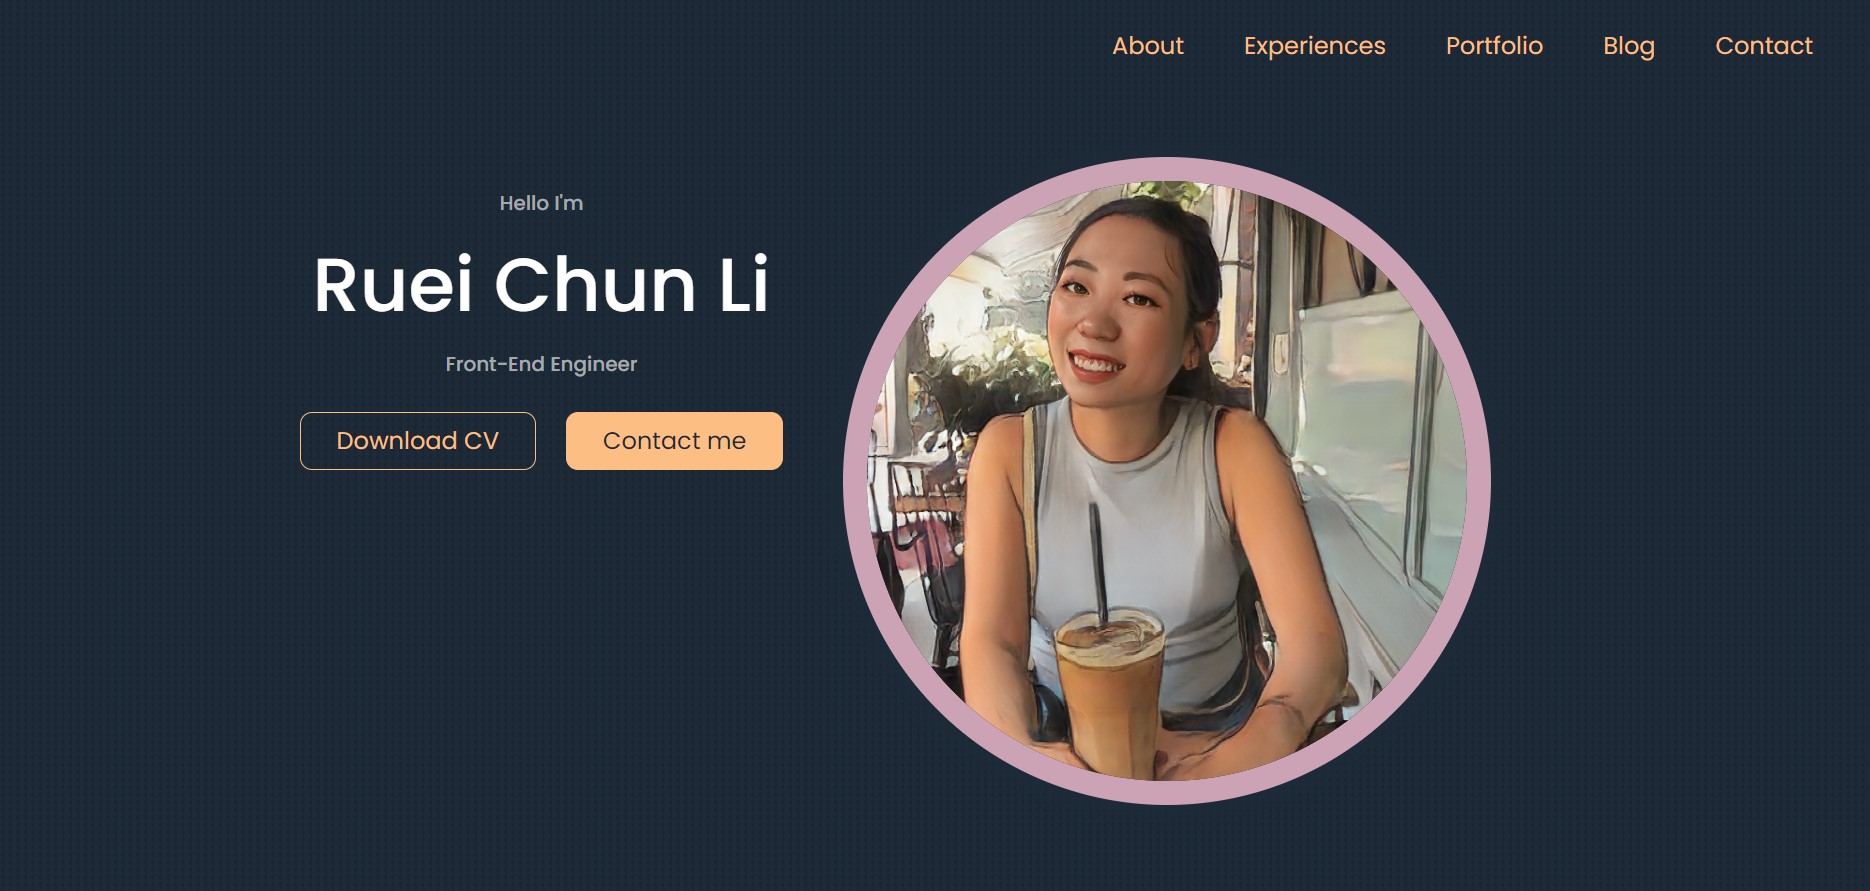 About Experiences Portfolio Blog Contact
Hello I'm
Ruei Chun Li
Front-End Engineer
Download CV Contact me